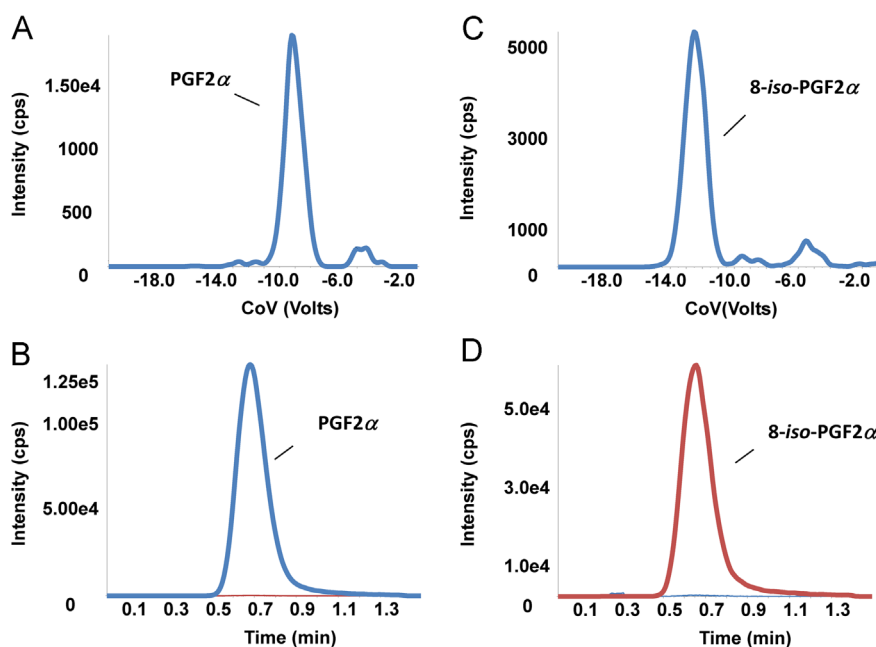 A
Intensity (cps)
1.50e4
1000
500
0
PGF2α
-18.0 -14.0 -10.0 -6.0 -2.0
CoV (Volts)
C
Intensity (cps)
5000
3000
1000
0
8-iso-PGF2α
-18.0 -14.0 -10.0 -6.0 -2.0
CoV(Volts)
B
Intensity (cps)
1.25e5
1.00e5
5.00e4
0
PGF2α
0.1 0.3 0.5 0.7 0.9 1.1 1.3
Time (min)
D
Intensity (cps)
5.0e4
3.0e4
1.0e4
0
8-iso-PGF2α
0.1 0.3 0.5 0.7 0.9 1.1 1.3
Time (min)